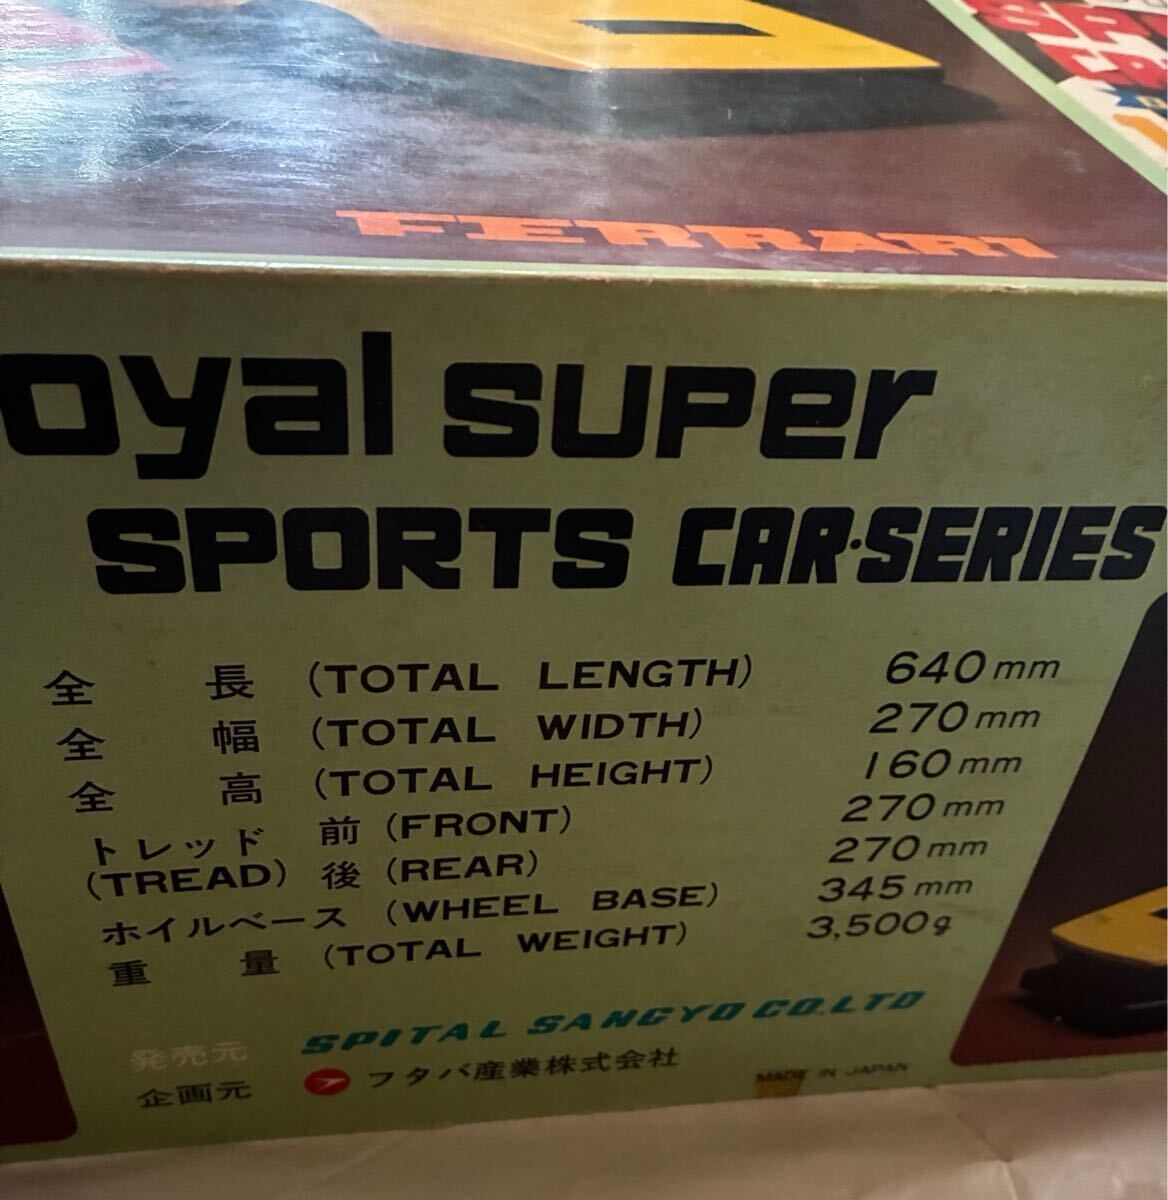 FERRARI
oyal SUPER
SPORTS CAR·SERIES
全 長 (TOTAL LENGTH) 640mm
全 幅 (TOTAL WIDTH) 270mm
全 高 (TOTAL HEIGHT) 160mm
トレッド 前 (FRONT) 270mm
(TREAD) 後 (REAR) 270mm
ホイルベース (WHEEL BASE) 345mm
重 量 (TOTAL WEIGHT) 3,500g
発売元 SPITAL SANGYO CO.LTD
企画元 フタバ産業株式会社
MADE IN JAPAN